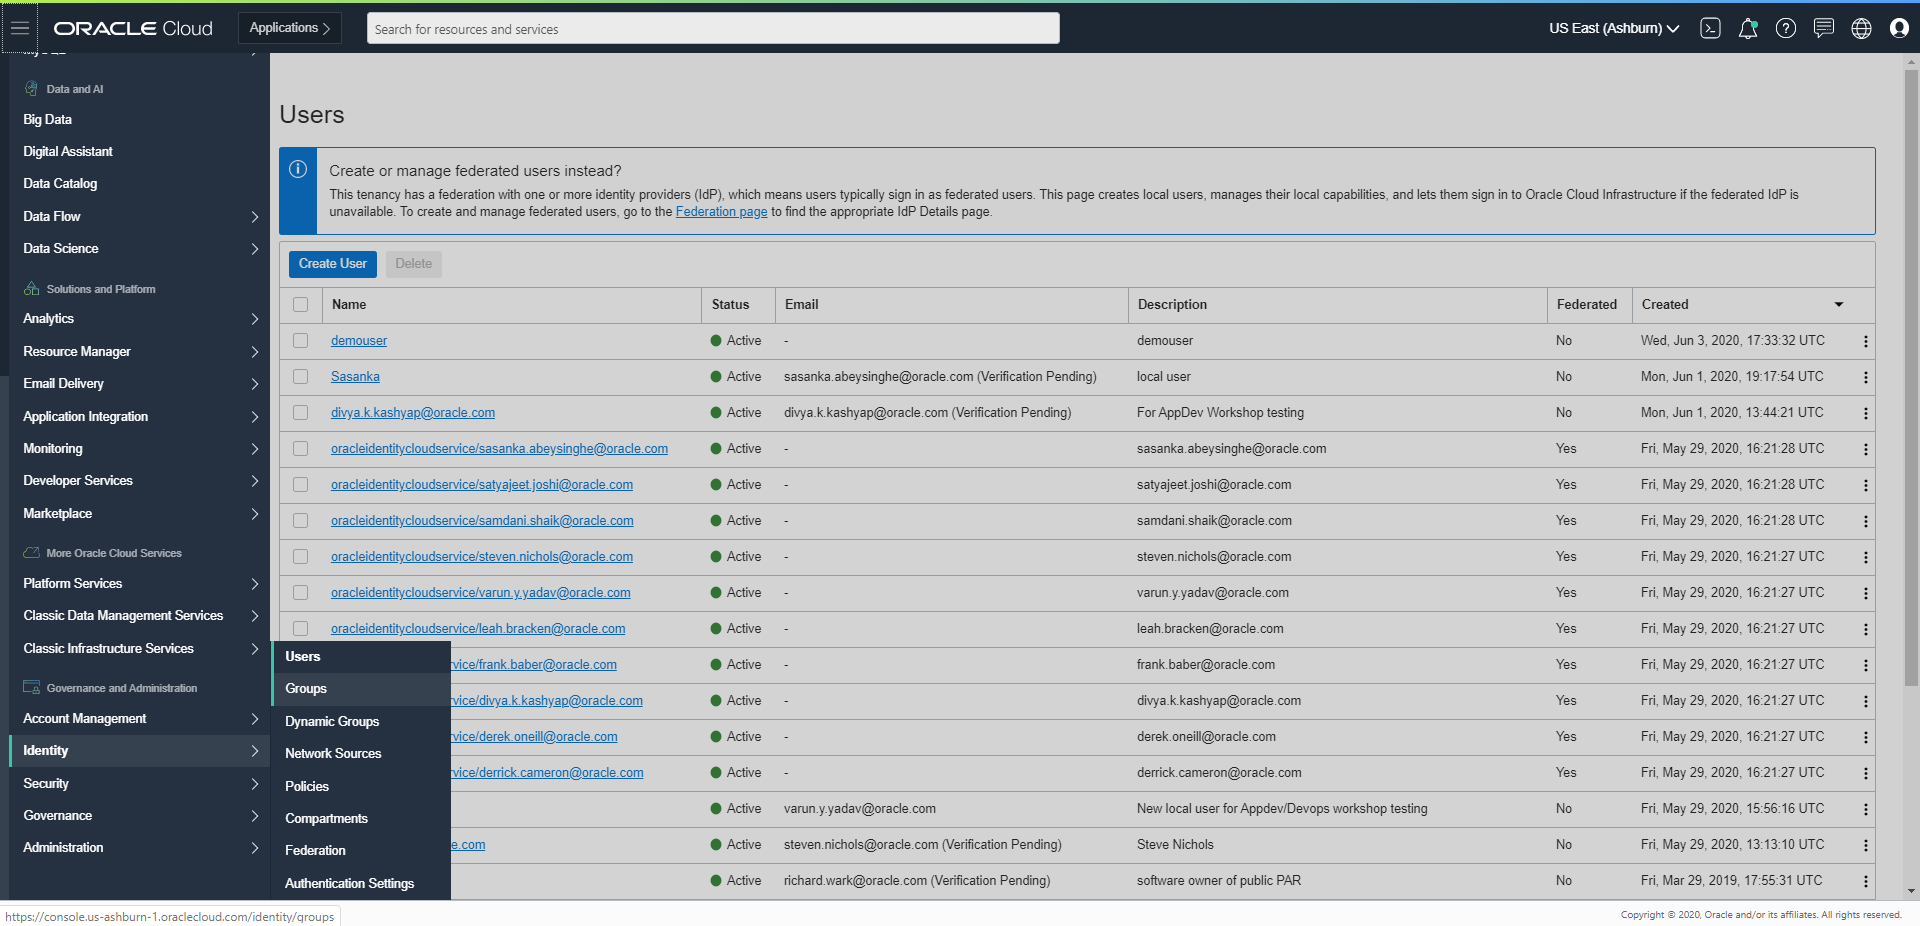 ORACLE Cloud
Applications
Search for resources and services
US East (Ashburn)
Data and AI
Big Data
Digital Assistant
Data Catalog
Data Flow
Data Science
Solutions and Platform
Analytics
Resource Manager
Email Delivery
Application Integration
Monitoring
Developer Services
Marketplace
More Oracle Cloud Services
Platform Services
Classic Data Management Services
Classic Infrastructure Services
Governance and Administration
Account Management
Identity
Security
Governance
Administration
Users
Groups
Dynamic Groups
Network Sources
Policies
Compartments
Federation
Authentication Settings
Users
Create or manage federated users instead?
This tenancy has a federation with one or more identity providers (IdP), which means users typically sign in as federated users. This page creates local users, manages their local capabilities, and lets them sign in to Oracle Cloud Infrastructure if the federated IdP is
unavailable. To create and manage federated users, go to the Federation page to find the appropriate IdP Details page.
Create User Delete
Name Status Email Description Federated Created
demouser Active - demouser No Wed, Jun 3, 2020, 17:33:32 UTC
Sasanka Active sasanka.abeysinghe@oracle.com (Verification Pending) local user No Mon, Jun 1, 2020, 19:17:54 UTC
divya.k.kashyap@oracle.com Active divya.k.kashyap@oracle.com (Verification Pending) For AppDev Workshop testing No Mon, Jun 1, 2020, 13:44:21 UTC
oracleidentitycloudservice/sasanka.abeysinghe@oracle.com Active - sasanka.abeysinghe@oracle.com Yes Fri, May 29, 2020, 16:21:28 UTC
oracleidentitycloudservice/satyajeet.joshi@oracle.com Active - satyajeet.joshi@oracle.com Yes Fri, May 29, 2020, 16:21:28 UTC
oracleidentitycloudservice/samdani.shaik@oracle.com Active - samdani.shaik@oracle.com Yes Fri, May 29, 2020, 16:21:28 UTC
oracleidentitycloudservice/steven.nichols@oracle.com Active - steven.nichols@oracle.com Yes Fri, May 29, 2020, 16:21:27 UTC
oracleidentitycloudservice/varun.y.yadav@oracle.com Active - varun.y.yadav@oracle.com Yes Fri, May 29, 2020, 16:21:27 UTC
oracleidentitycloudservice/leah.bracken@oracle.com Active - leah.bracken@oracle.com Yes Fri, May 29, 2020, 16:21:27 UTC
vice/frank.baber@oracle.com Active - frank.baber@oracle.com Yes Fri, May 29, 2020, 16:21:27 UTC
vice/divya.k.kashyap@oracle.com Active - divya.k.kashyap@oracle.com Yes Fri, May 29, 2020, 16:21:27 UTC
vice/derek.oneill@oracle.com Active - derek.oneill@oracle.com Yes Fri, May 29, 2020, 16:21:27 UTC
vice/derrick.cameron@oracle.com Active - derrick.cameron@oracle.com Yes Fri, May 29, 2020, 16:21:27 UTC
Active varun.y.yadav@oracle.com New local user for Appdev/Devops workshop testing No Fri, May 29, 2020, 15:56:16 UTC
e.com Active steven.nichols@oracle.com (Verification Pending) Steve Nichols No Fri, May 29, 2020, 13:13:10 UTC
Active richard.wark@oracle.com (Verification Pending) software owner of public PAR No Fri, Mar 29, 2019, 17:55:31 UTC
https://console.us-ashburn-1.oraclecloud.com/identity/groups
Copyright © 2020, Oracle and/or its affiliates. All rights reserved.